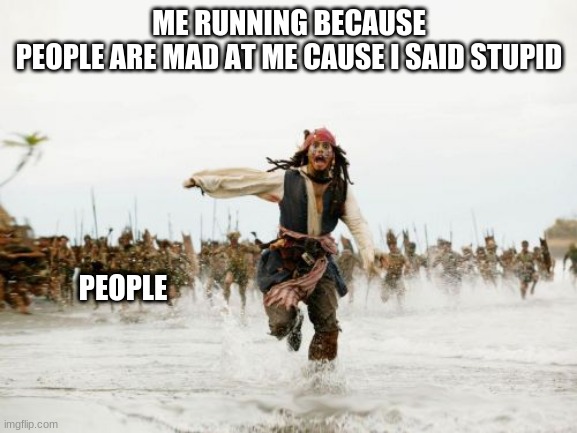 ME RUNNING BECAUSE
PEOPLE ARE MAD AT ME CAUSE I SAID STUPID
PEOPLE
imgflip.com